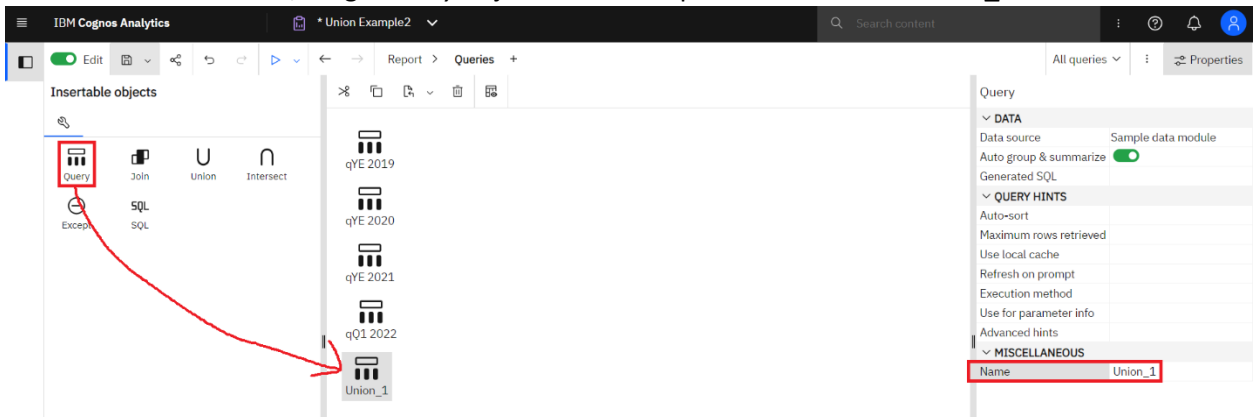 IBM Cognos Analytics
* Union Example2
Search content
Edit
Report > Queries +
All queries
Properties
Insertable objects
Query
Join
Union
Intersect
Except
SQL
SQL
qYE 2019
qYE 2020
qYE 2021
qQ1 2022
Union_1
Query
DATA
Data source Sample data module
Auto group & summarize
Generated SQL
QUERY HINTS
Auto-sort
Maximum rows retrieved
Use local cache
Refresh on prompt
Execution method
Use for parameter info
Advanced hints
MISCELLANEOUS
Name Union_1